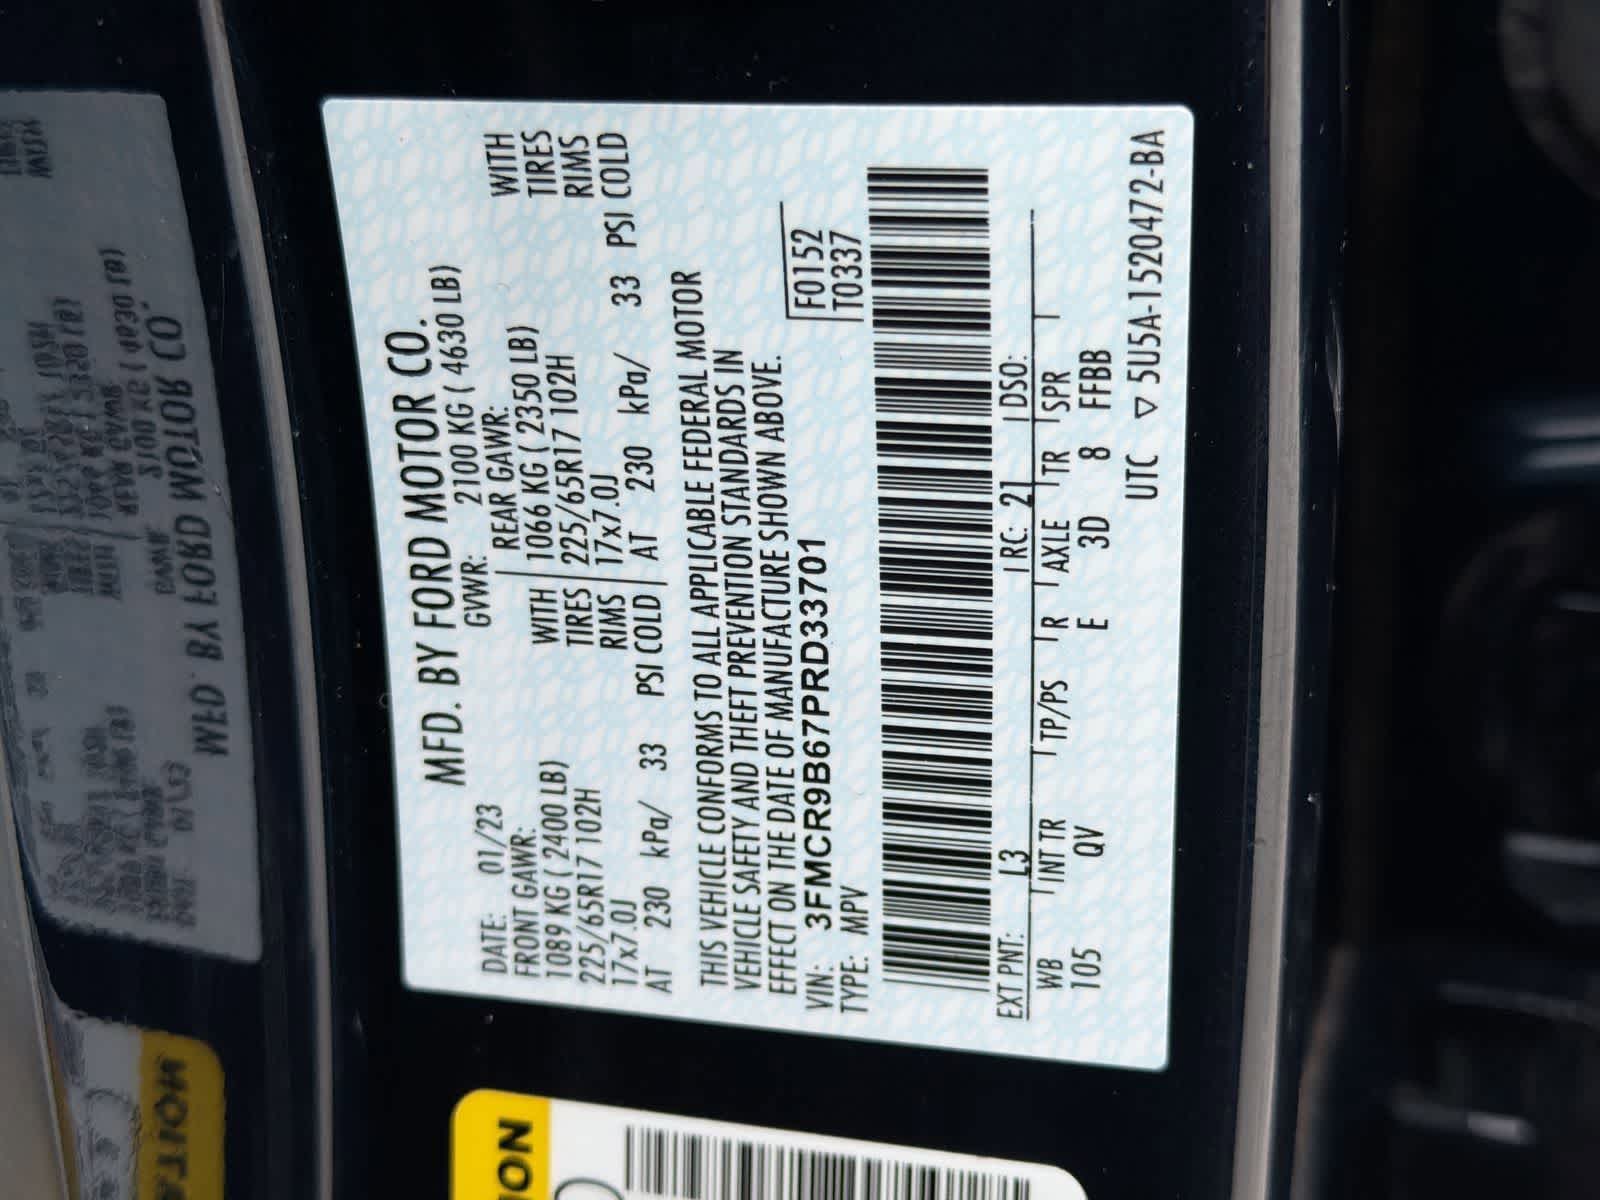 MFD. BY FORD MOTOR CO.
DATE: 01/23 GVWR: 2100 KG ( 4630 LB)
FRONT GAWR: REAR GAWR:
1089 KG ( 2400 LB) WITH 1066 KG ( 2350 LB) WITH
225/65R17 102H TIRES 225/65R17 102H TIRES
17x7.0J RIMS 17x7.0J RIMS
AT 230 kPa/ 33 PSI COLD AT 230 kPa/ 33 PSI COLD
THIS VEHICLE CONFORMS TO ALL APPLICABLE FEDERAL MOTOR
VEHICLE SAFETY AND THEFT PREVENTION STANDARDS IN
EFFECT ON THE DATE OF MANUFACTURE SHOWN ABOVE.
VIN: 3FMCR9B67PRD33701
TYPE: MPV
F0152
T0337
EXT PNT: L3 RC: 21 DSO:
WB INT TR TP/PS R AXLE TR SPR
105 QV E 3D 8 FFBB
UTC ▽ 5U5A-1520472-BA
ION